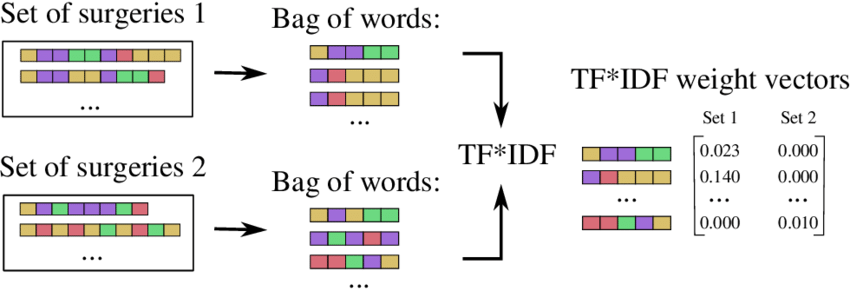 Set of surgeries 1
...
Bag of words:
...
Set of surgeries 2
...
Bag of words:
...
TF*IDF
TF*IDF weight vectors
Set 1 Set 2
0.023 0.000
0.140 0.000
... ... ...
0.000 0.010